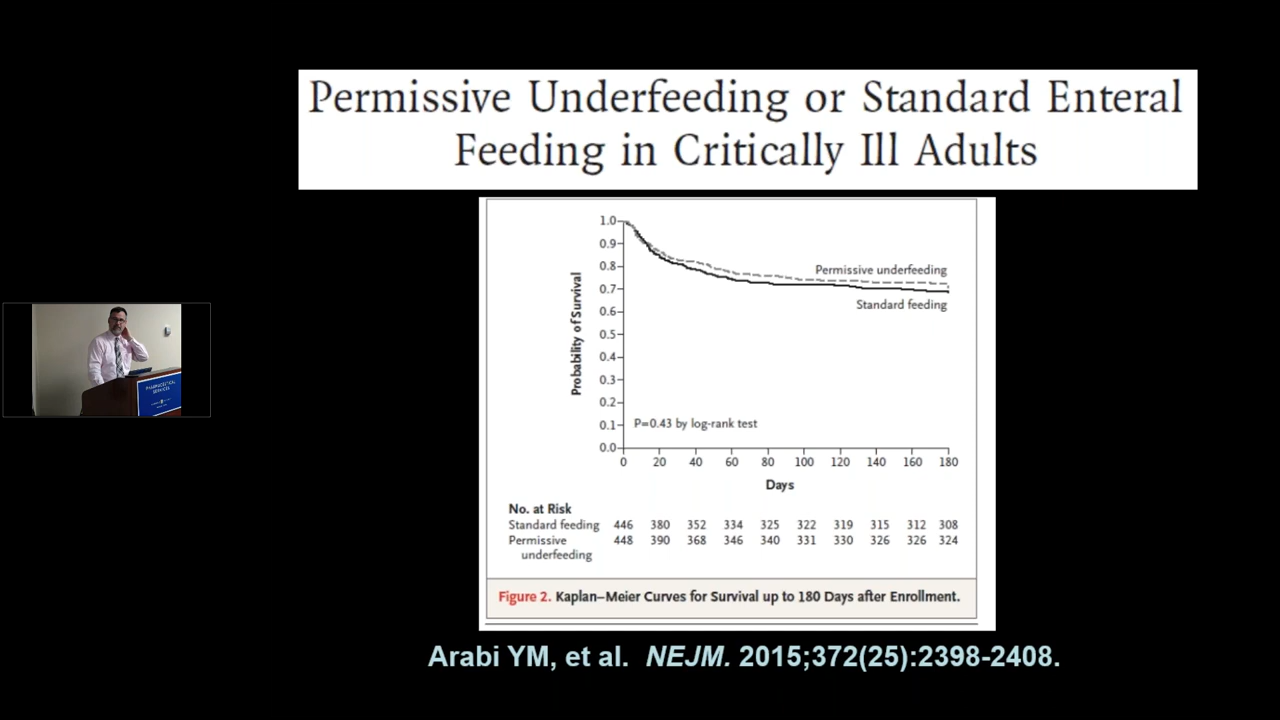 Permissive Underfeeding or Standard Enteral
Feeding in Critically Ill Adults
1.0
0.9
0.8
0.7
0.6
0.5
0.4
0.3
0.2
0.1
0.0
Probability of Survival
Permissive underfeeding
Standard feeding
P=0.43 by log-rank test
0 20 40 60 80 100 120 140 160 180
Days
No. at Risk
Standard feeding 446 380 352 334 325 322 319 315 312 308
Permissive
underfeeding 448 390 368 346 340 331 330 326 326 324
Figure 2. Kaplan–Meier Curves for Survival up to 180 Days after Enrollment.
Arabi YM, et al. NEJM. 2015;372(25):2398-2408.
PHARMACEUTICAL
SERVICES